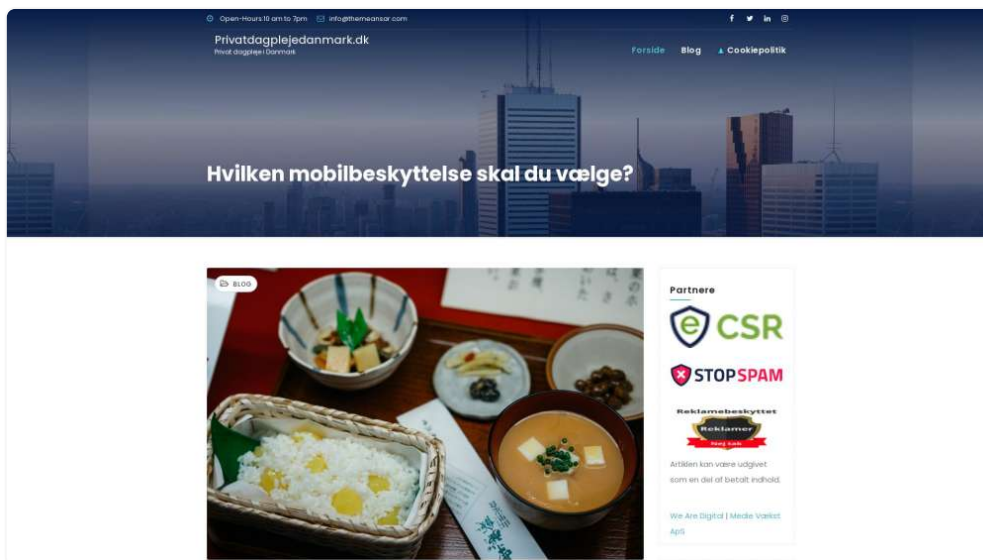 Open-Hours:10 am to 7pm info@themeansar.com
Privatdagplejedanmark.dk
Privat dagpleje i Danmark
Forside Blog Cookiepolitik
Hvilken mobilbeskyttelse skal du vælge?
BLOG
Partnere
e CSR
STOPSPAM
Reklamebeskyttet
Reklamer
Nej tak
Artiklen kan være udgivet
som en del af betalt indhold.
We Are Digital | Medie Vækst
ApS